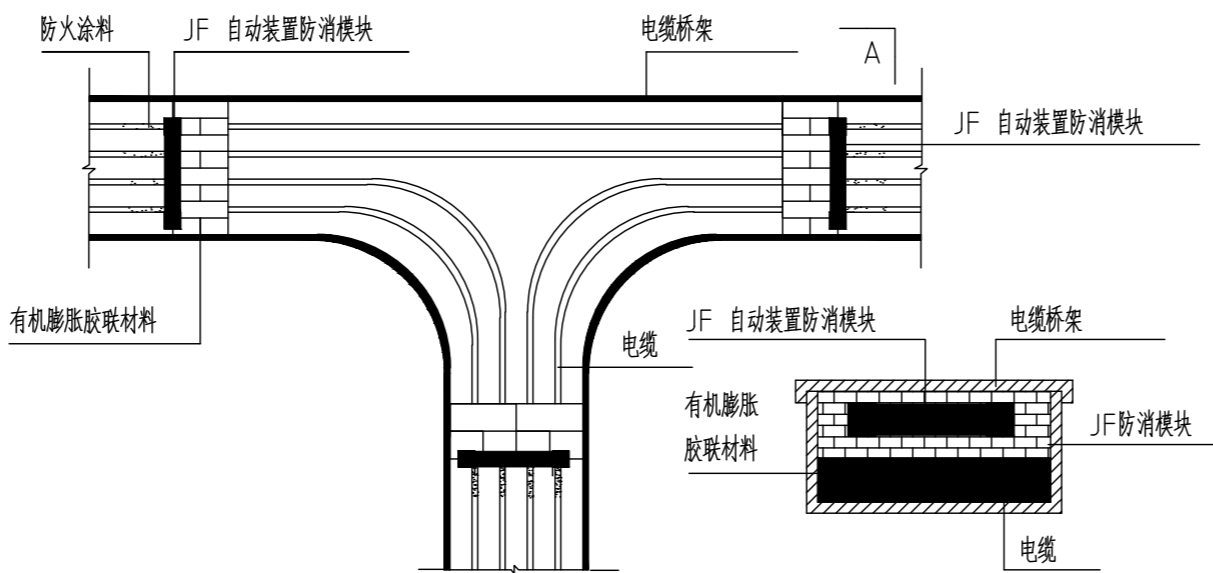 防火涂料
JF 自动装置防消模块
电缆桥架
A
JF 自动装置防消模块
有机膨胀胶联材料
电缆
JF 自动装置防消模块
电缆桥架
有机膨胀
胶联材料
JF防消模块
电缆